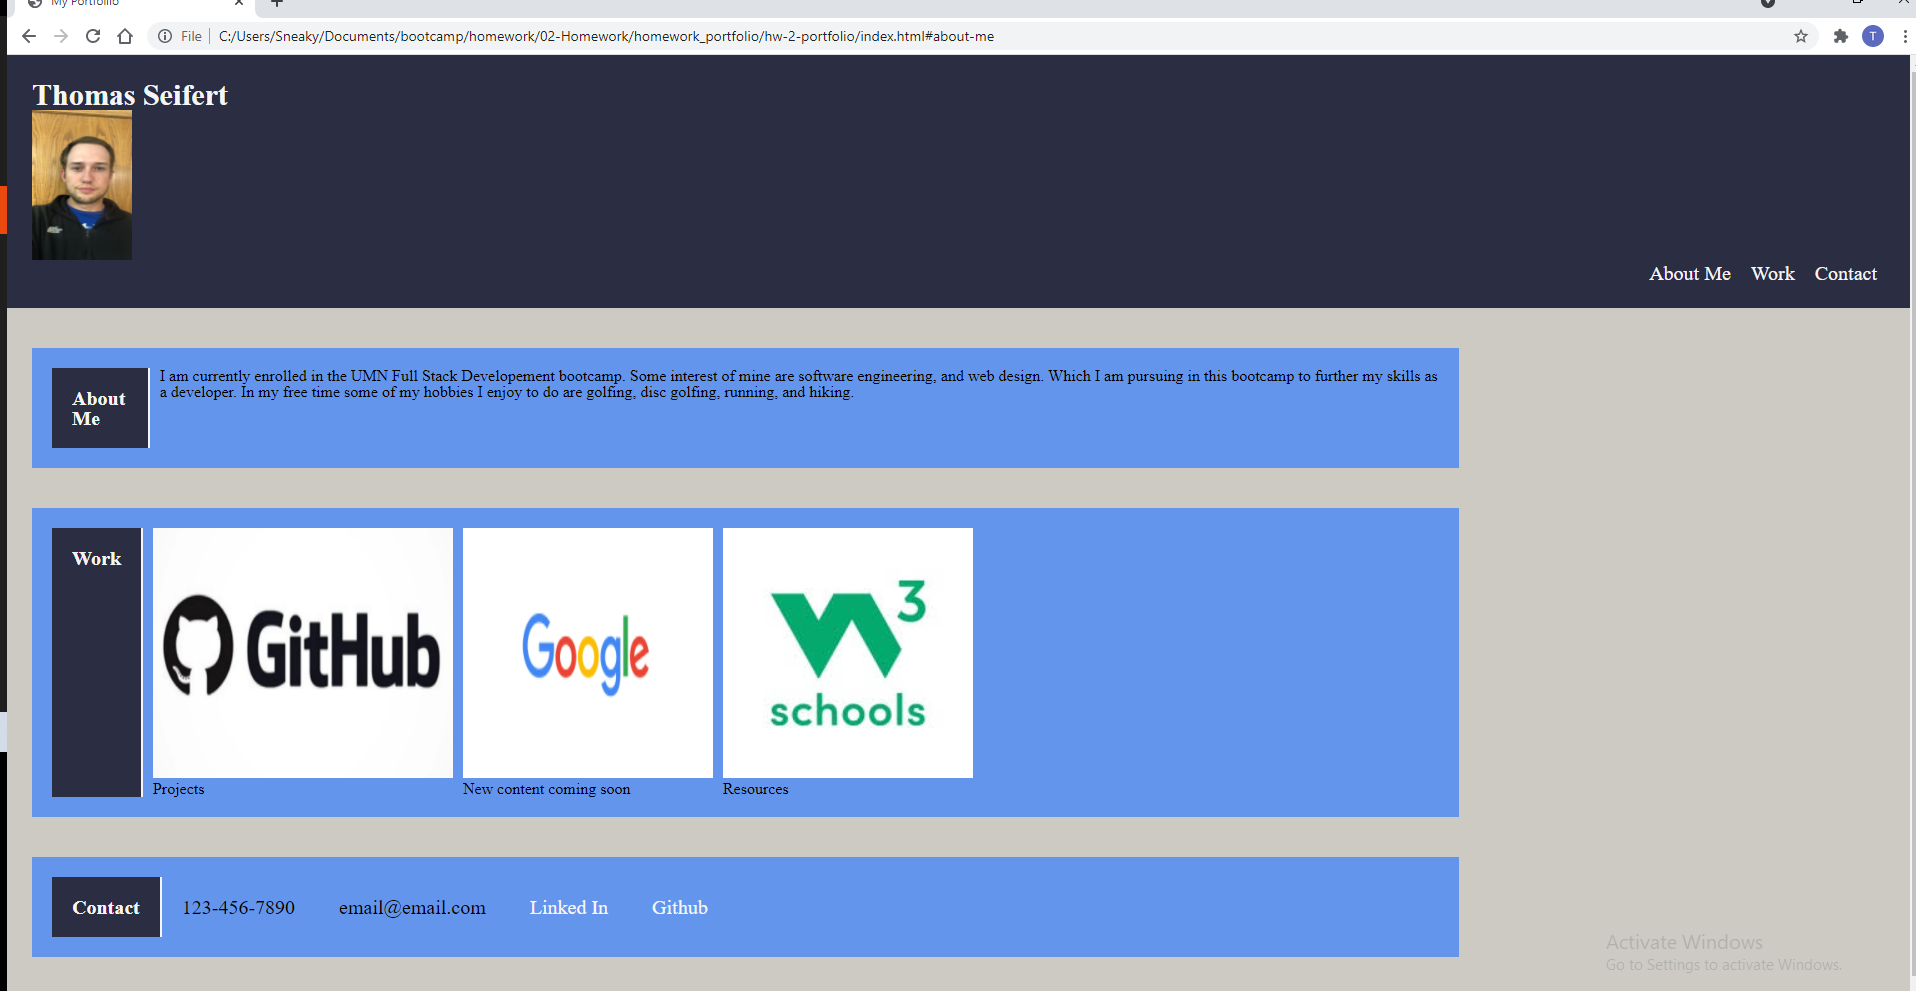 My Portfolio
File C:/Users/Sneaky/Documents/bootcamp/homework/02-Homework/homework_portfolio/hw-2-portfolio/index.html#about-me
T
Thomas Seifert
About Me Work Contact
About
Me
I am currently enrolled in the UMN Full Stack Developement bootcamp. Some interest of mine are software engineering, and web design. Which I am pursuing in this bootcamp to further my skills as
a developer. In my free time some of my hobbies I enjoy to do are golfing, disc golfing, running, and hiking.
Work
GitHub
Google
W3
schools
Projects
New content coming soon
Resources
Contact
123-456-7890
email@email.com
Linked In
Github
Activate Windows
Go to Settings to activate Windows.